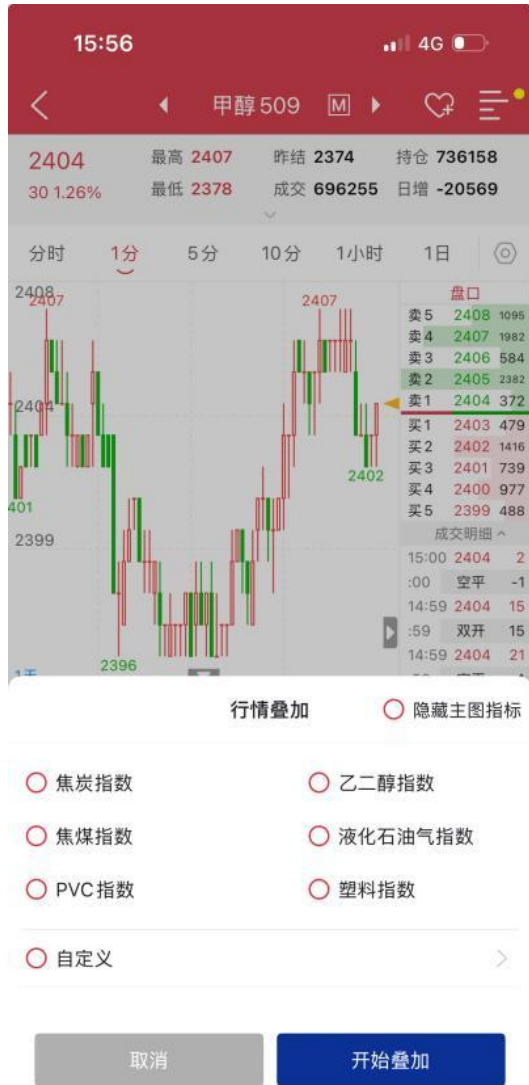 15:56 4G
甲醇509 M
2404 最高 2407 昨结 2374 持仓 736158
30 1.26% 最低 2378 成交 696255 日增 -20569
分时 1分 5分 10分 1小时 1日
2408
2407
2407
2404
2402
401
2399
2396
1手
盘口
卖5 2408 1095
卖4 2407 1982
卖3 2406 584
卖2 2405 2382
卖1 2404 372
买1 2403 479
买2 2402 1416
买3 2401 739
买4 2400 977
买5 2399 488
成交明细
15:00 2404 2
:00 空平 -1
14:59 2404 15
:59 双开 15
14:59 2404 21
行情叠加 隐藏主图指标
焦炭指数 乙二醇指数
焦煤指数 液化石油气指数
PVC指数 塑料指数
自定义
取消 开始叠加